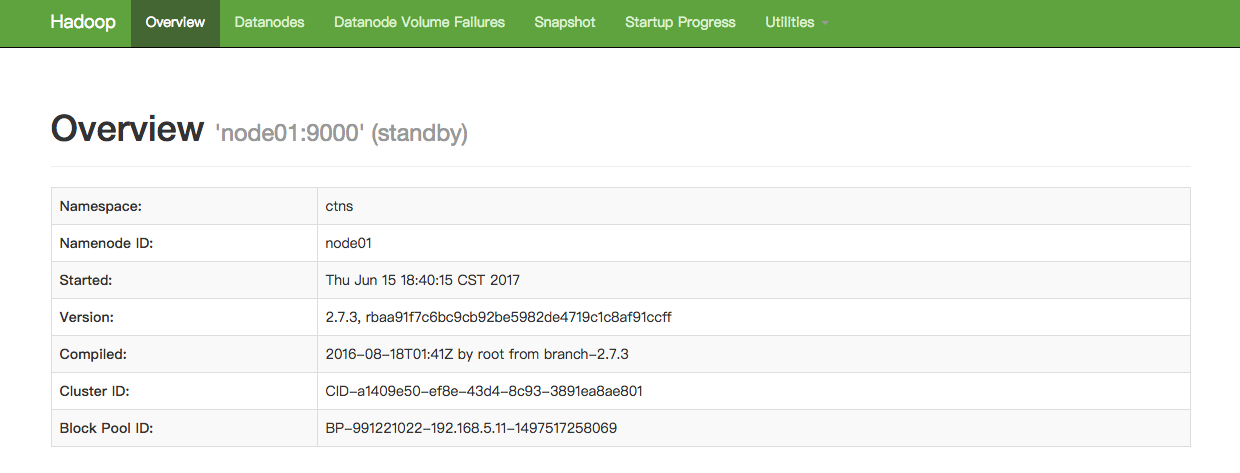 Hadoop Overview Datanodes Datanode Volume Failures Snapshot Startup Progress Utilities
Overview 'node01:9000' (standby)
Namespace: ctns
Namenode ID: node01
Started: Thu Jun 15 18:40:15 CST 2017
Version: 2.7.3, rbaa91f7c6bc9cb92be5982de4719c1c8af91ccff
Compiled: 2016-08-18T01:41Z by root from branch-2.7.3
Cluster ID: CID-a1409e50-ef8e-43d4-8c93-3891ea8ae801
Block Pool ID: BP-991221022-192.168.5.11-1497517258069